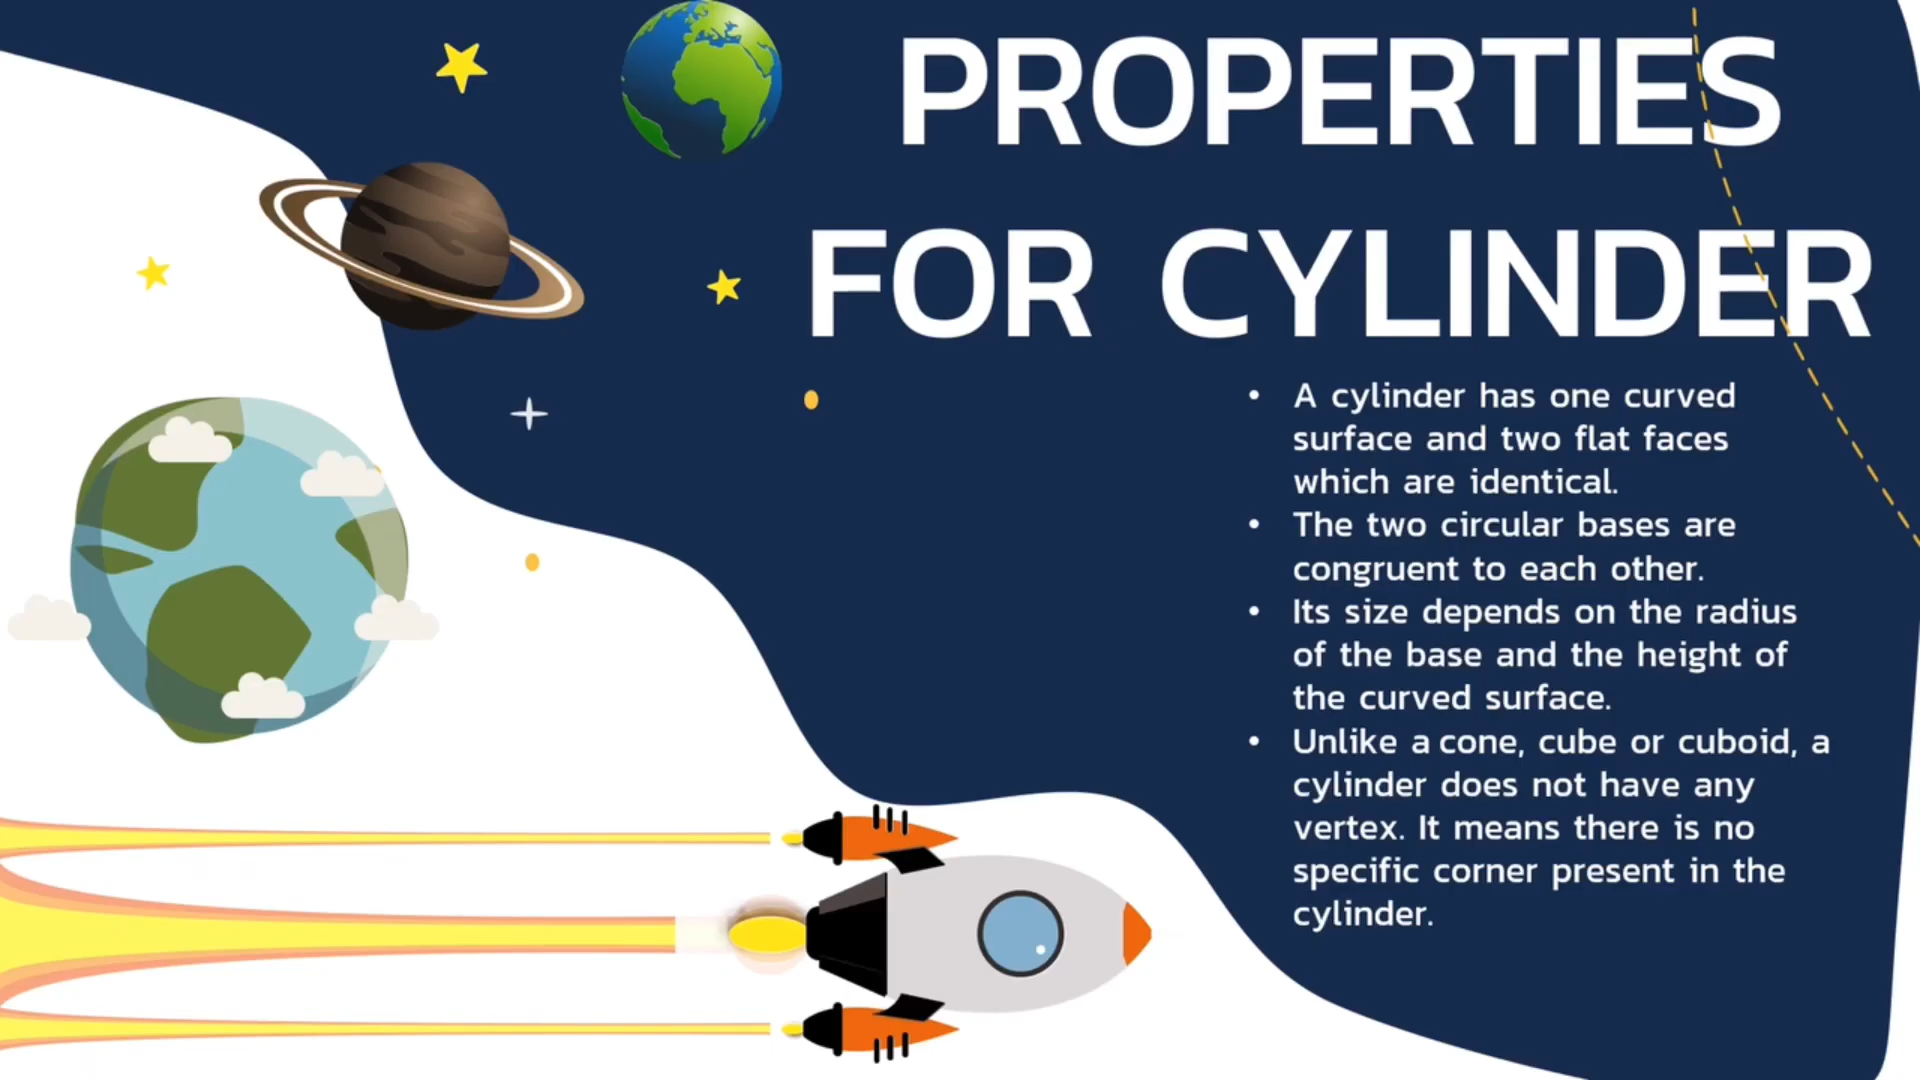 PROPERTIES
FOR CYLINDER
• A cylinder has one curved
surface and two flat faces
which are identical.
• The two circular bases are
congruent to each other.
• Its size depends on the radius
of the base and the height of
the curved surface.
• Unlike a cone, cube or cuboid, a
cylinder does not have any
vertex. It means there is no
specific corner present in the
cylinder.